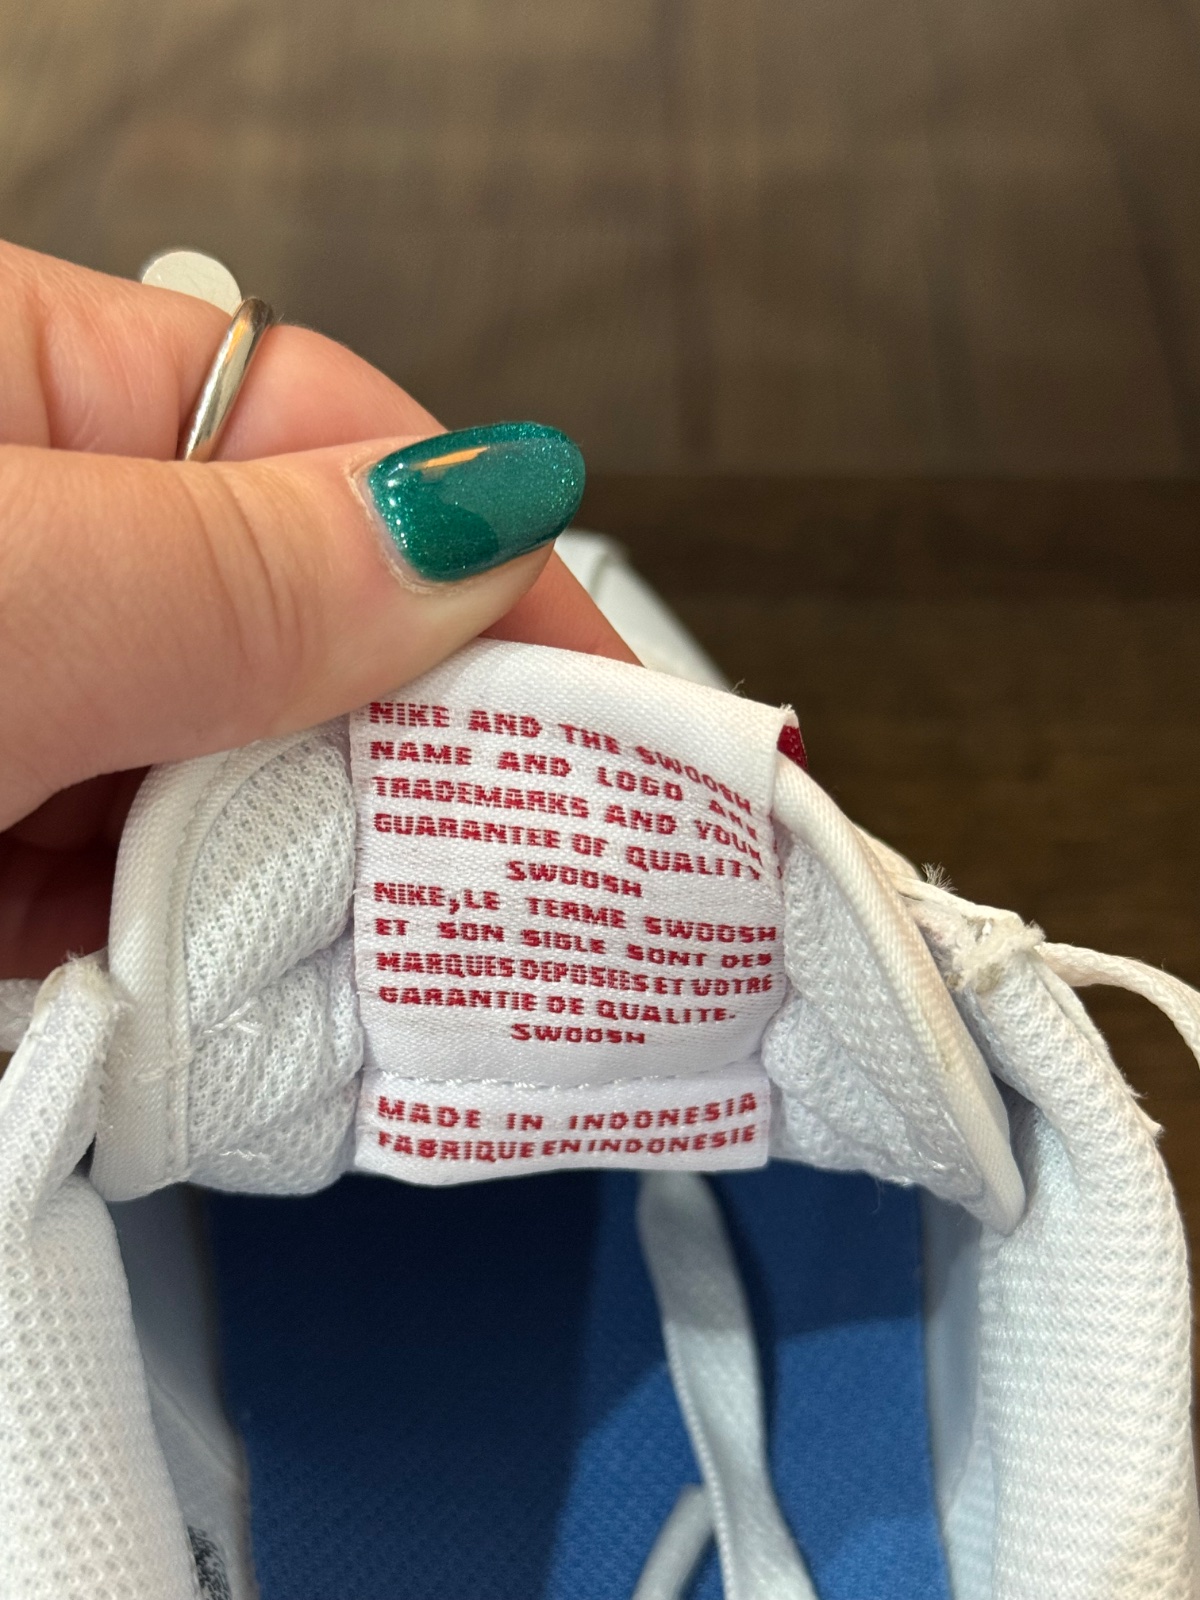 NIKE AND THE SWOOSH
NAME AND LOGO ARE
TRADEMARKS AND YOUR
GUARANTEE OF QUALITY
SWOOSH
NIKE,LE TERME SWOOSH
ET SON SIGLE SONT DES
MARQUES DEPOSEES ET VOTRE
GARANTIE DE QUALITE.
SWOOSH
MADE IN INDONESIA
FABRIQUE EN INDONESIE